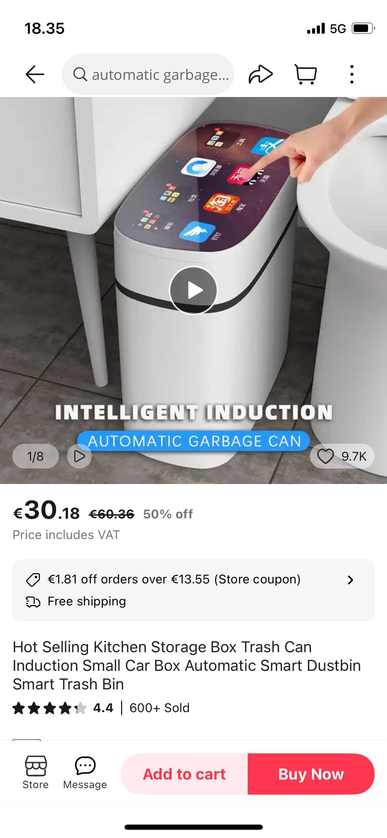 18.35
5G
automatic garbage...
淘
INTELLIGENT INDUCTION
AUTOMATIC GARBAGE CAN
1/8
9.7K
€30.18 €60.36 50% off
Price includes VAT
€1.81 off orders over €13.55 (Store coupon)
Free shipping
Hot Selling Kitchen Storage Box Trash Can
Induction Small Car Box Automatic Smart Dustbin
Smart Trash Bin
4.4 | 600+ Sold
Store
Message
Add to cart
Buy Now